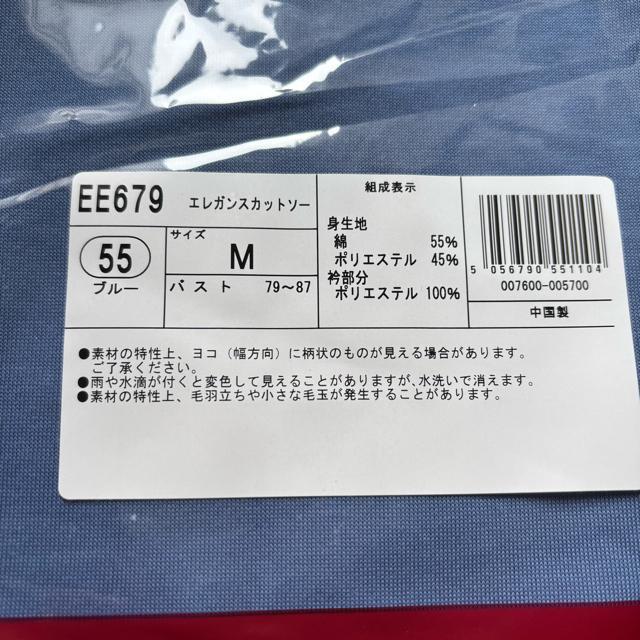 EE679 エレガンスカットソー
55
ブルー
サイズ
M
バスト 79～87
組成表示
身生地
綿 55%
ポリエステル 45%
衿部分
ポリエステル 100%
5 056790 551104
007600-005700
中国製
●素材の特性上、ヨコ（幅方向）に柄状のものが見える場合があります。
ご了承ください。
●雨や水滴が付くと変色して見えることがありますが、水洗いで消えます。
●素材の特性上、毛羽立ちや小さな毛玉が発生することがあります。